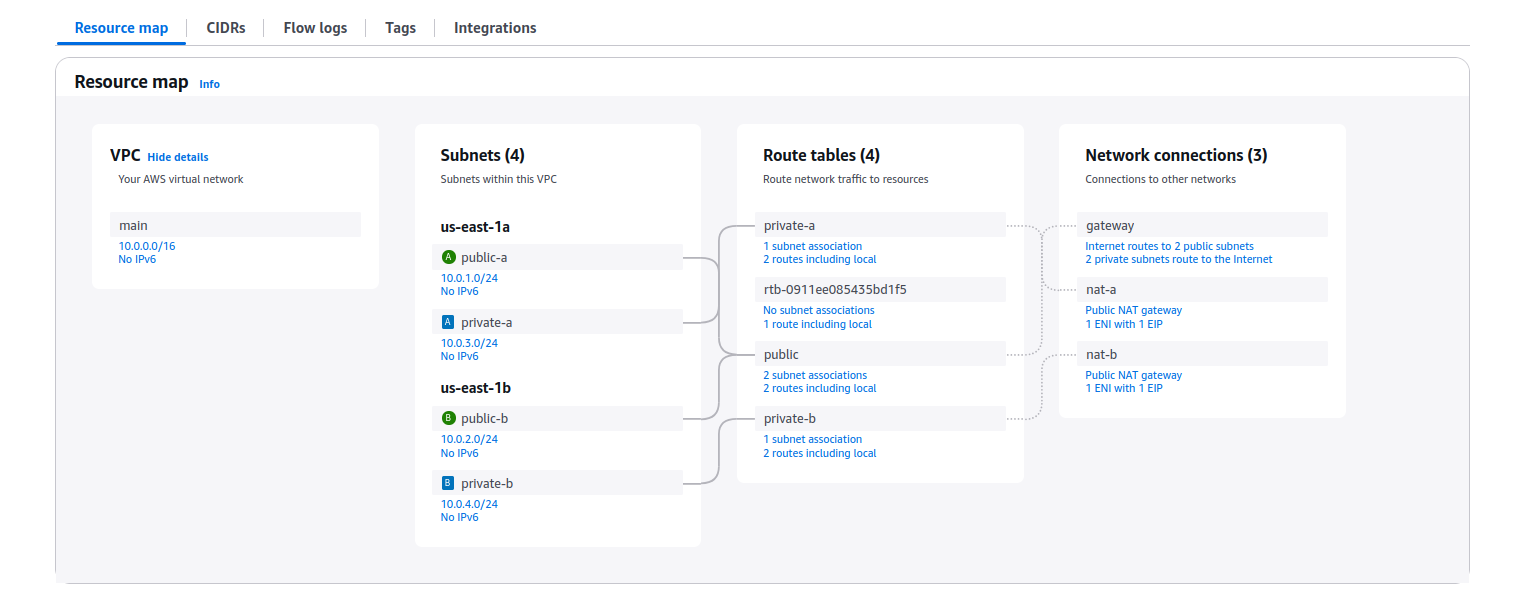 Resource map
CIDRs
Flow logs
Tags
Integrations
Resource map Info
VPC Hide details
Your AWS virtual network
main
10.0.0.0/16
No IPv6
Subnets (4)
Subnets within this VPC
us-east-1a
A public-a
10.0.1.0/24
No IPv6
A private-a
10.0.3.0/24
No IPv6
us-east-1b
B public-b
10.0.2.0/24
No IPv6
B private-b
10.0.4.0/24
No IPv6
Route tables (4)
Route network traffic to resources
private-a
1 subnet association
2 routes including local
rtb-0911ee085435bd1f5
No subnet associations
1 route including local
public
2 subnet associations
2 routes including local
private-b
1 subnet association
2 routes including local
Network connections (3)
Connections to other networks
gateway
Internet routes to 2 public subnets
2 private subnets route to the Internet
nat-a
Public NAT gateway
1 ENI with 1 EIP
nat-b
Public NAT gateway
1 ENI with 1 EIP